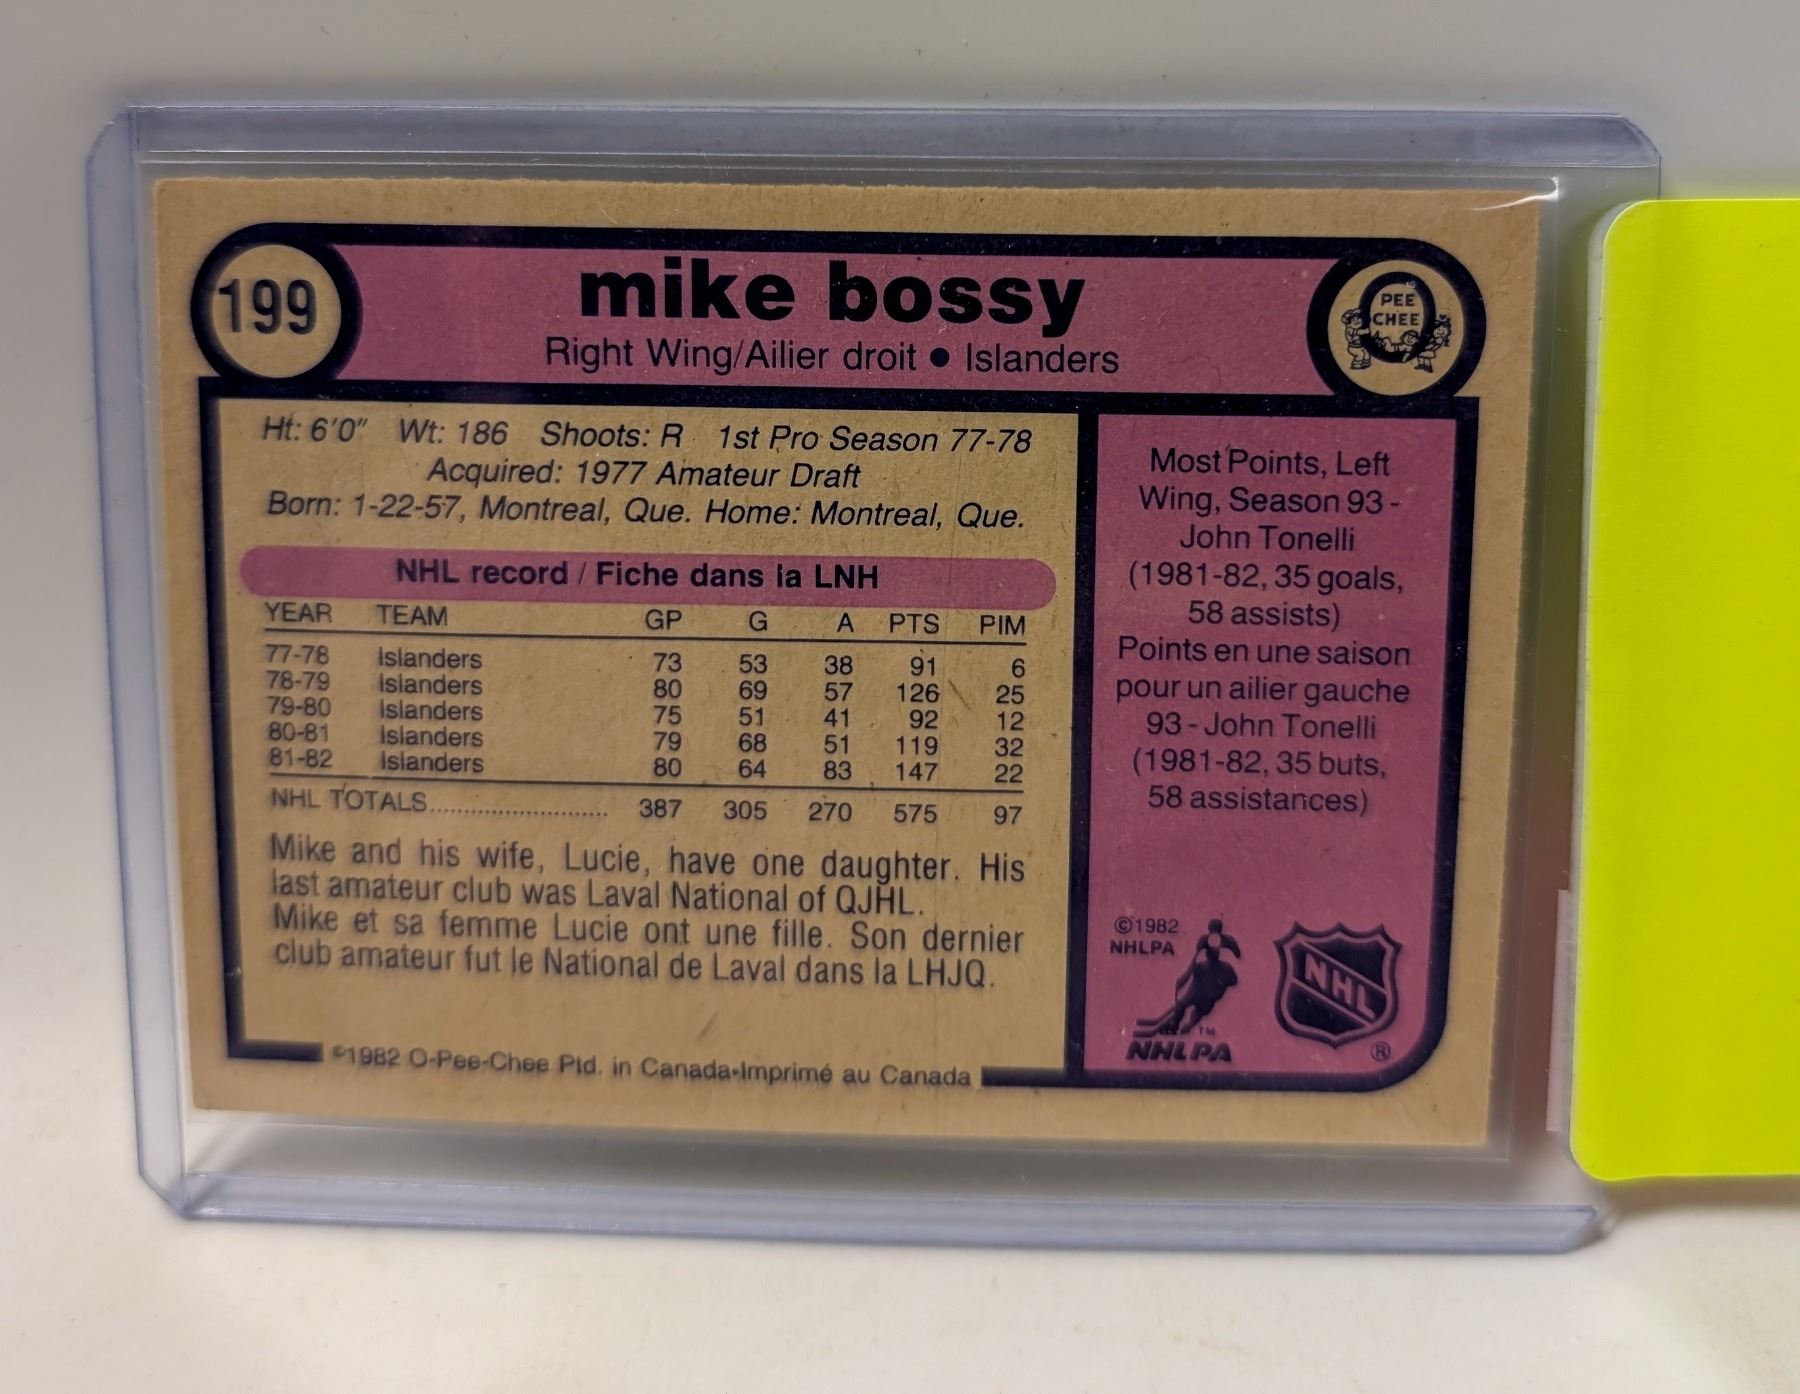 199
mike bossy
Right Wing/Ailier droit ● Islanders
O PEE CHEE
Ht: 6'0" Wt: 186 Shoots: R 1st Pro Season 77-78
Acquired: 1977 Amateur Draft
Born: 1-22-57, Montreal, Que. Home: Montreal, Que.
NHL record / Fiche dans la LNH
YEAR TEAM GP G A PTS PIM
77-78 Islanders 73 53 38 91 6
78-79 Islanders 80 69 57 126 25
79-80 Islanders 75 51 41 92 12
80-81 Islanders 79 68 51 119 32
81-82 Islanders 80 64 83 147 22
NHL TOTALS........................... 387 305 270 575 97
Mike and his wife, Lucie, have one daughter. His
last amateur club was Laval National of QJHL.
Mike et sa femme Lucie ont une fille. Son dernier
club amateur fut le National de Laval dans la LHJQ.
©1982 O-Pee-Chee Ptd. in Canada•Imprimé au Canada
Most Points, Left
Wing, Season 93 -
John Tonelli
(1981-82, 35 goals,
58 assists)
Points en une saison
pour un ailier gauche
93 - John Tonelli
(1981-82, 35 buts,
58 assistances)
©1982
NHLPA
TM
NHLPA
NHL
®